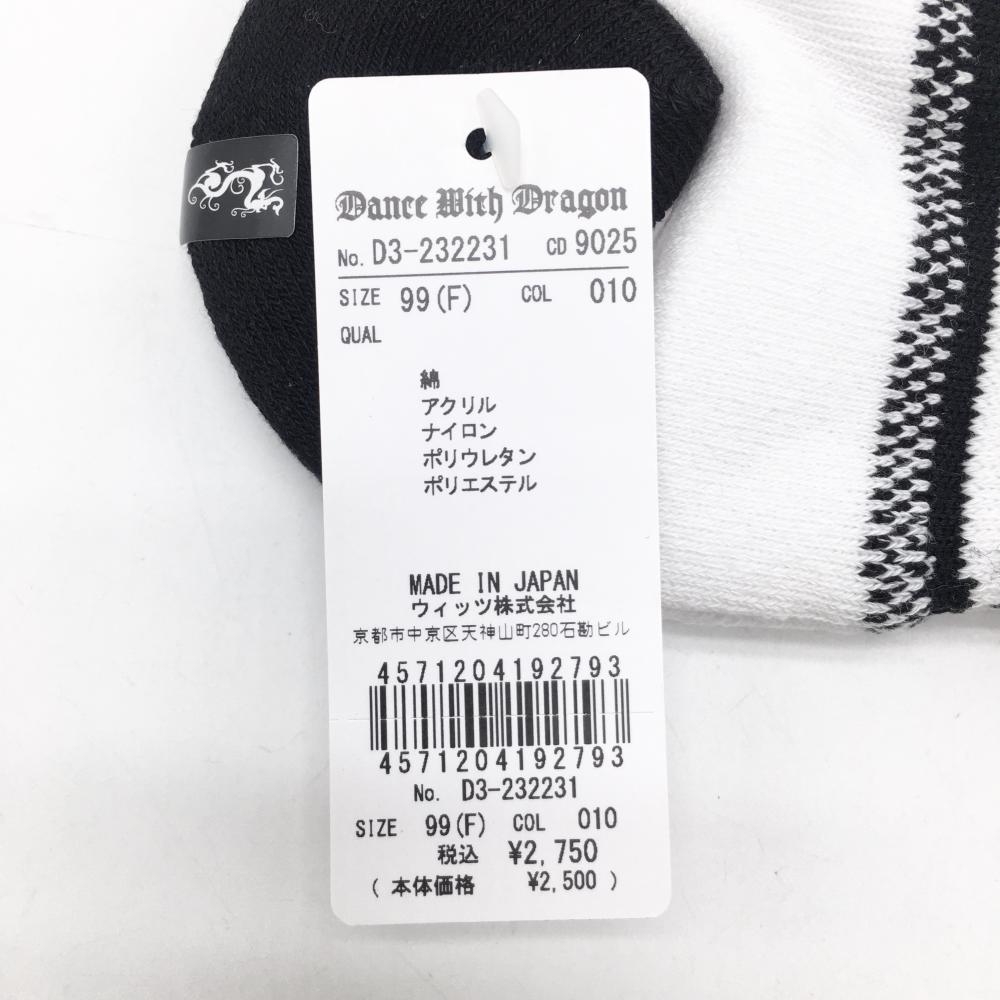 Dance With Dragon
No. D3-232231 CD 9025
SIZE 99(F) COL 010
QUAL
綿
アクリル
ナイロン
ポリウレタン
ポリエステル
MADE IN JAPAN
ウィッツ株式会社
京都市中京区天神山町280石勘ビル
4571204192793
4571204192793
No. D3-232231
SIZE 99(F) COL 010
税込 ¥2,750
(本体価格 ¥2,500 )